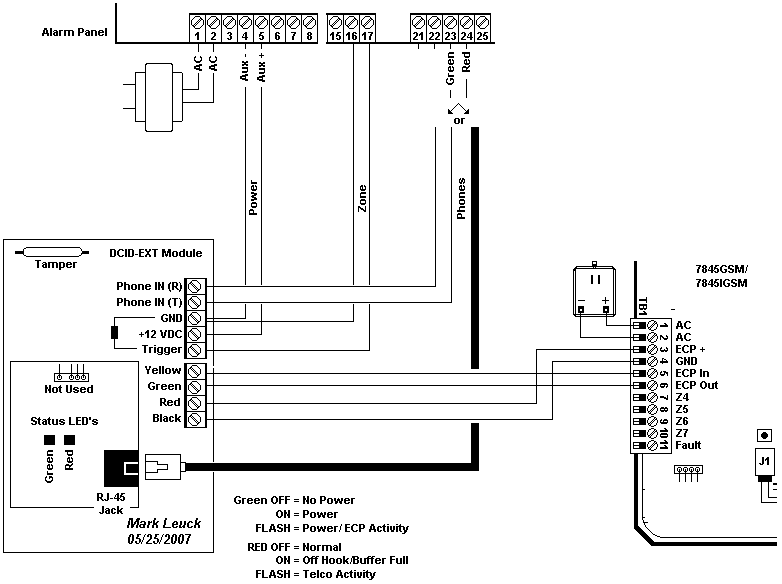 Alarm Panel
1 2 3 4 5 6 7 8 15 16 17 21 22 23 24 25
AC
AC
Aux -
Aux +
Green
Red
or
Power
Zone
Phones
DCID-EXT Module
Tamper
Phone IN (R)
Phone IN (T)
GND
+12 VDC
Trigger
Yellow
Green
Red
Black
Not Used
Status LED's
Green
Red
RJ-45
Jack
Mark Leuck
05/25/2007
Green OFF = No Power
ON = Power
FLASH = Power/ ECP Activity
RED OFF = Normal
ON = Off Hook/Buffer Full
FLASH = Telco Activity
7845GSM/
7845IGSM
- +
TB1
1 AC
2 AC
3 ECP +
4 GND
5 ECP In
6 ECP Out
7 Z4
8 Z5
9 Z6
10 Z7
11 Fault
J1